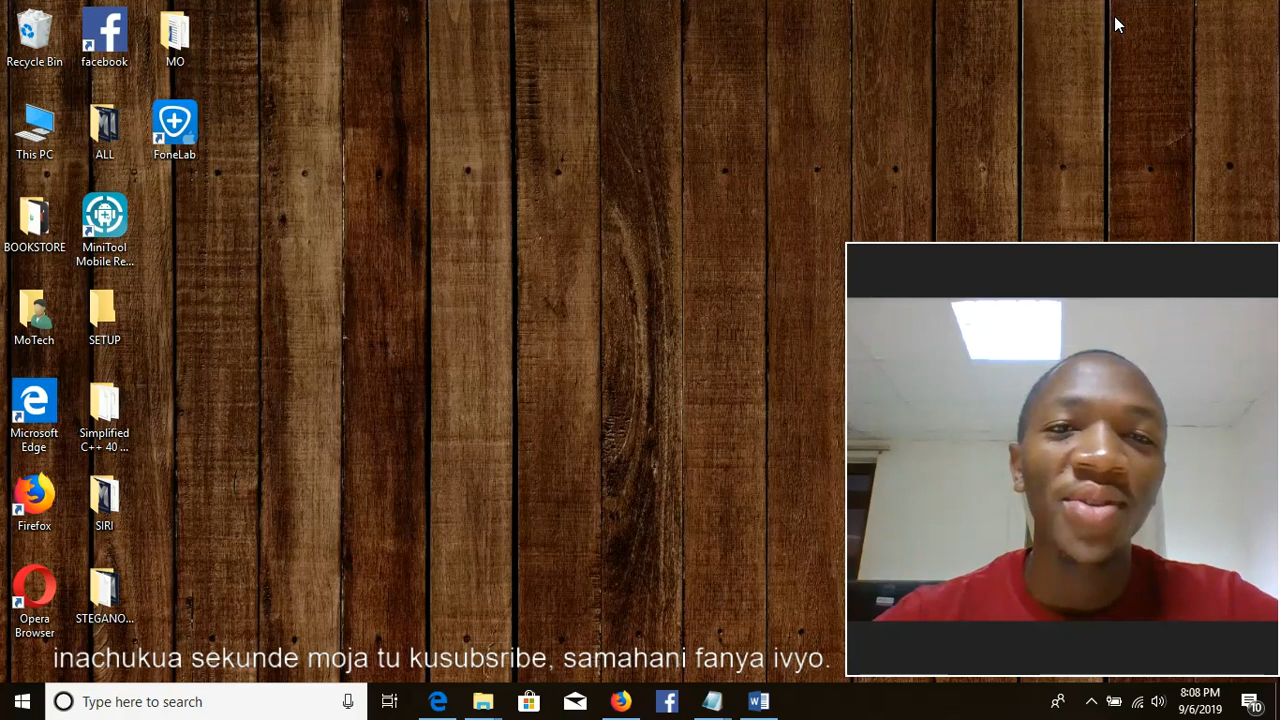 Recycle Bin
facebook
MO
This PC
ALL
FoneLab
BOOKSTORE
MiniTool
Mobile Re...
MoTech
SETUP
Microsoft
Edge
Simplified
C++ 40 ...
Firefox
SIRI
Opera
Browser
STEGANO...
inachukua sekunde moja tu kusubsribe, samahani fanya ivyo.
Type here to search
8:08 PM
9/6/2019
10